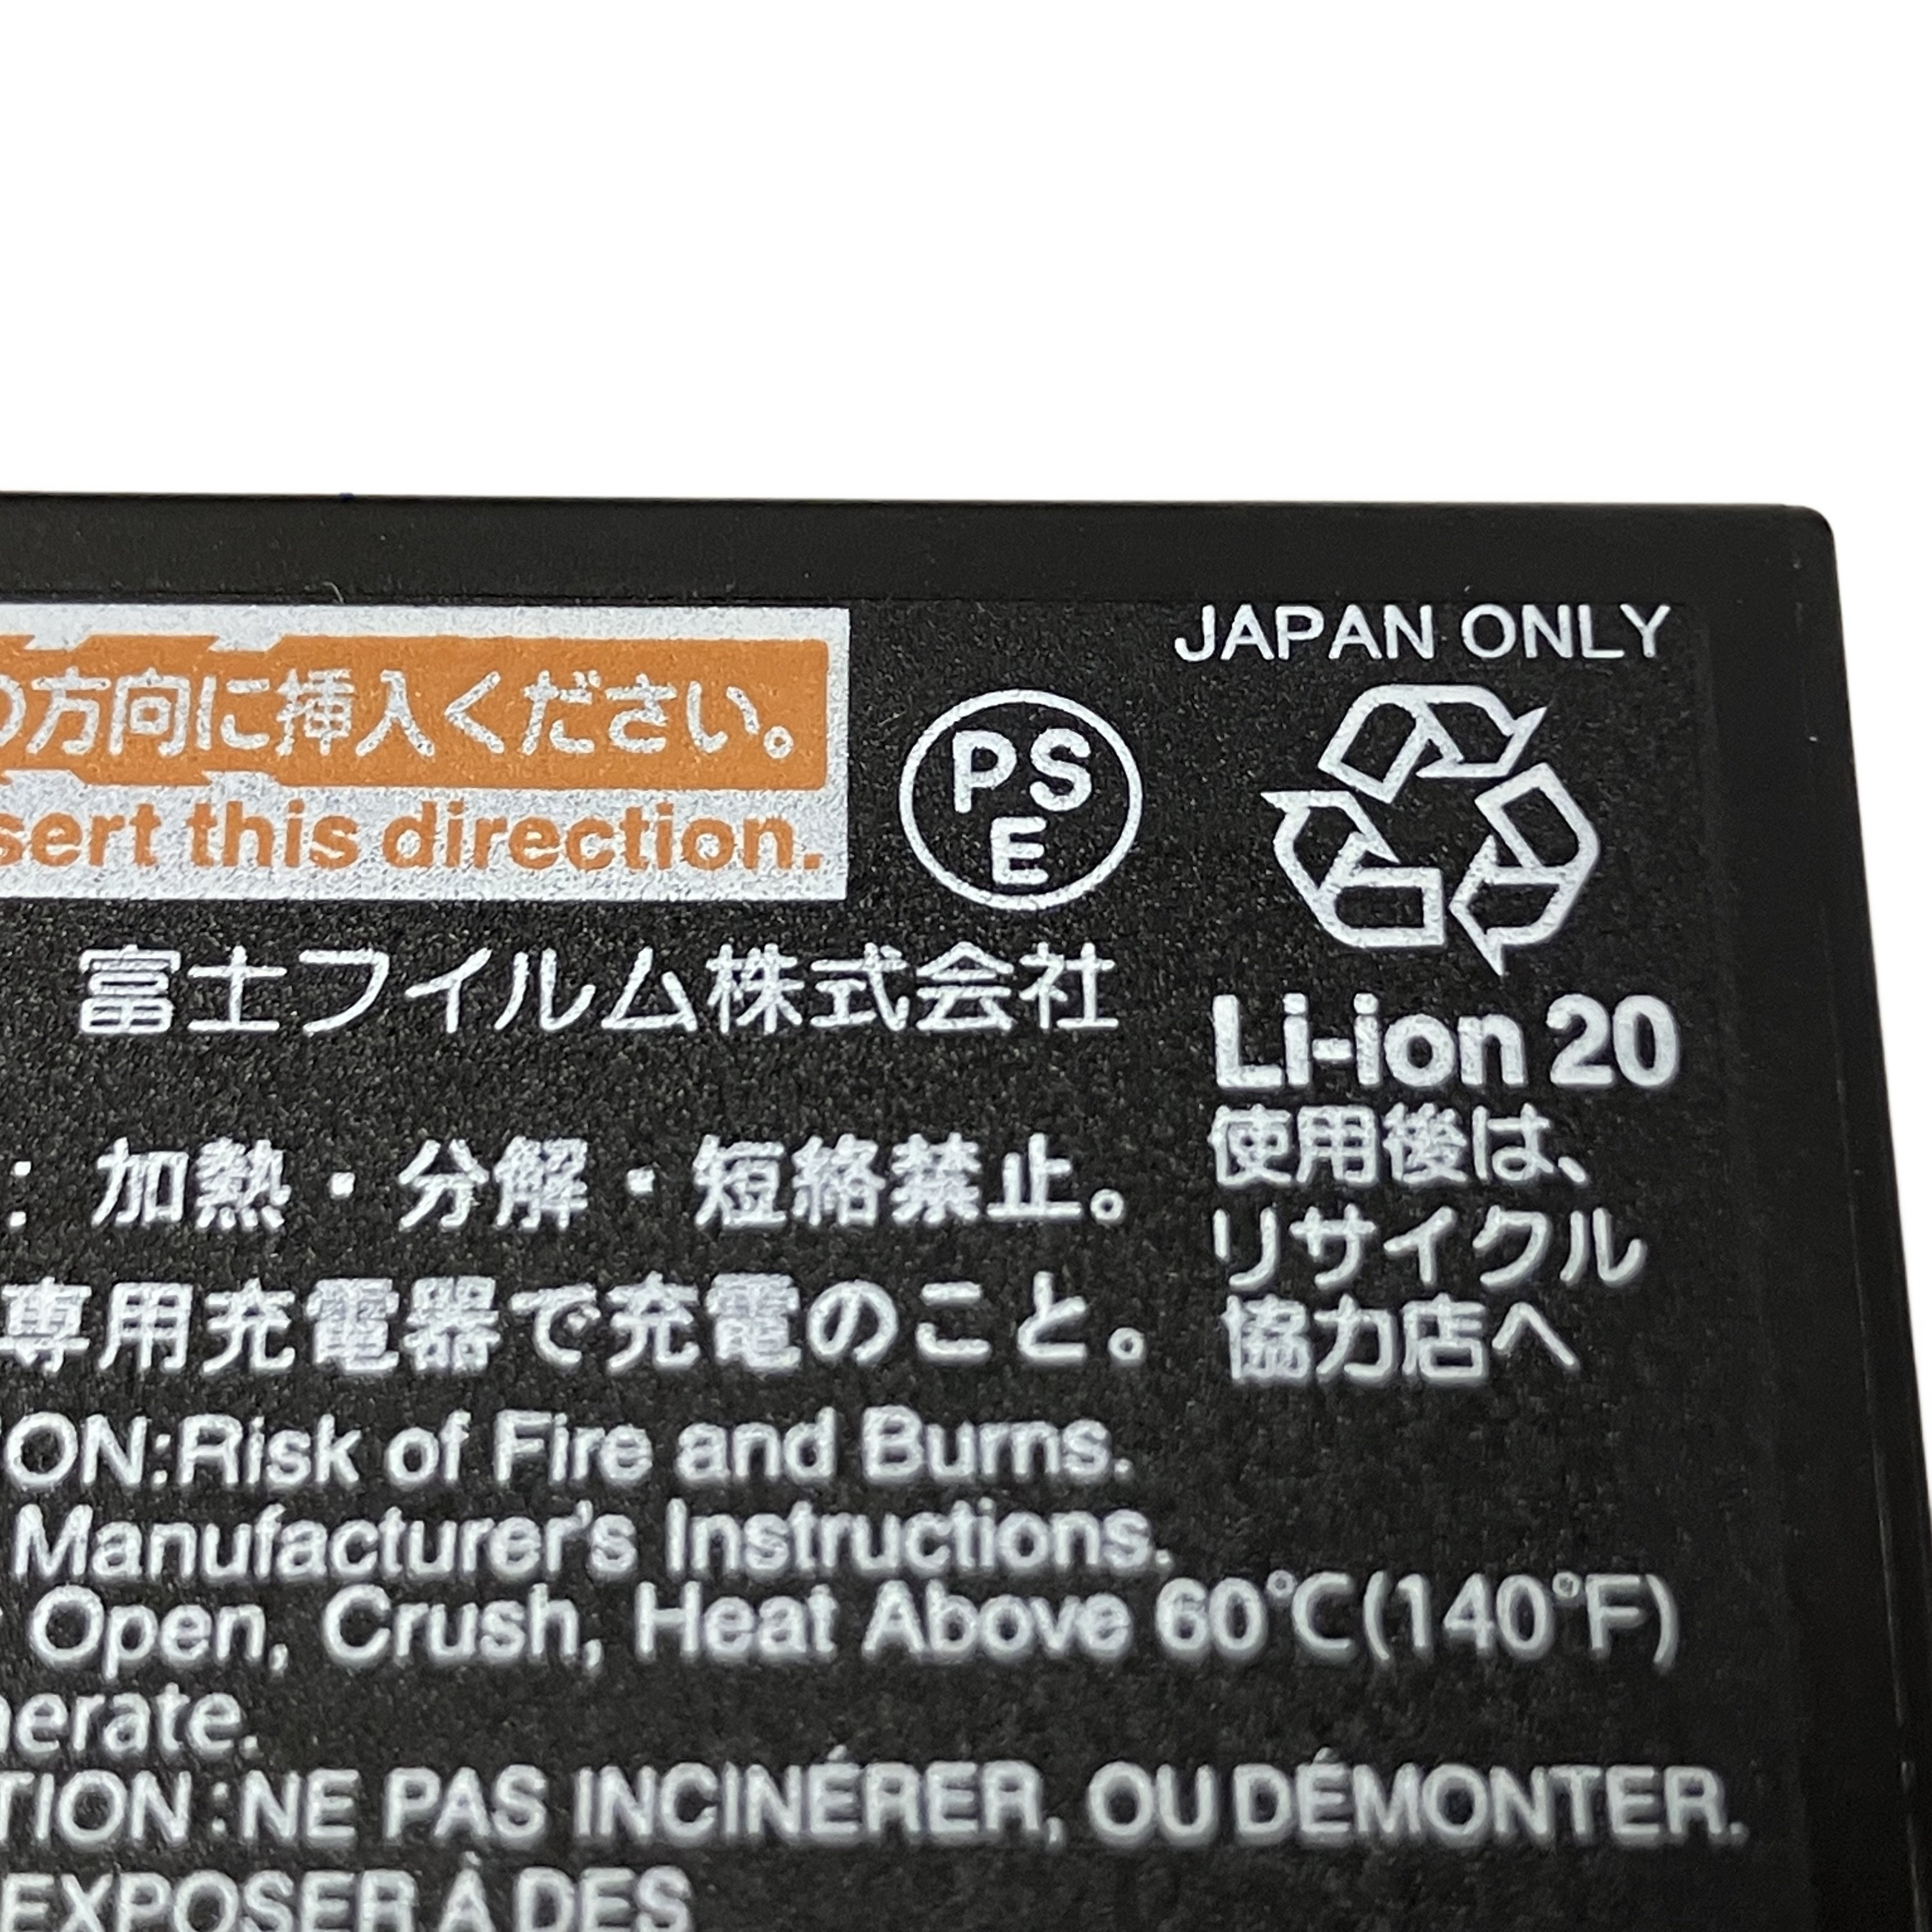 JAPAN ONLY
の方向に挿入ください。
sert this direction.
PS
E
富士フイルム株式会社
Li-ion 20
使用後は、
リサイクル
協力店へ
: 加熱・分解・短絡禁止。
専用充電器で充電のこと。
ION:Risk of Fire and Burns.
Manufacturer's Instructions.
Open, Crush, Heat Above 60℃(140°F)
nerate.
TION:NE PAS INCINÉRER, OU DÉMONTER.
EXPOSER À DES